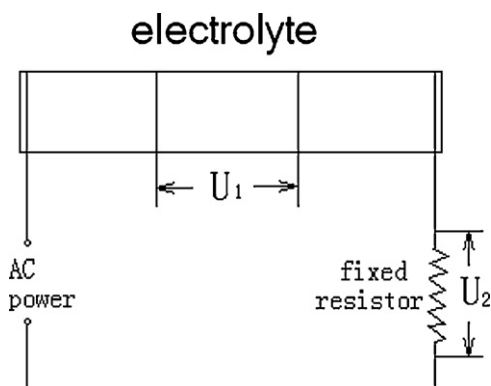 electrolyte
U1
AC
power
fixed
resistor
U2